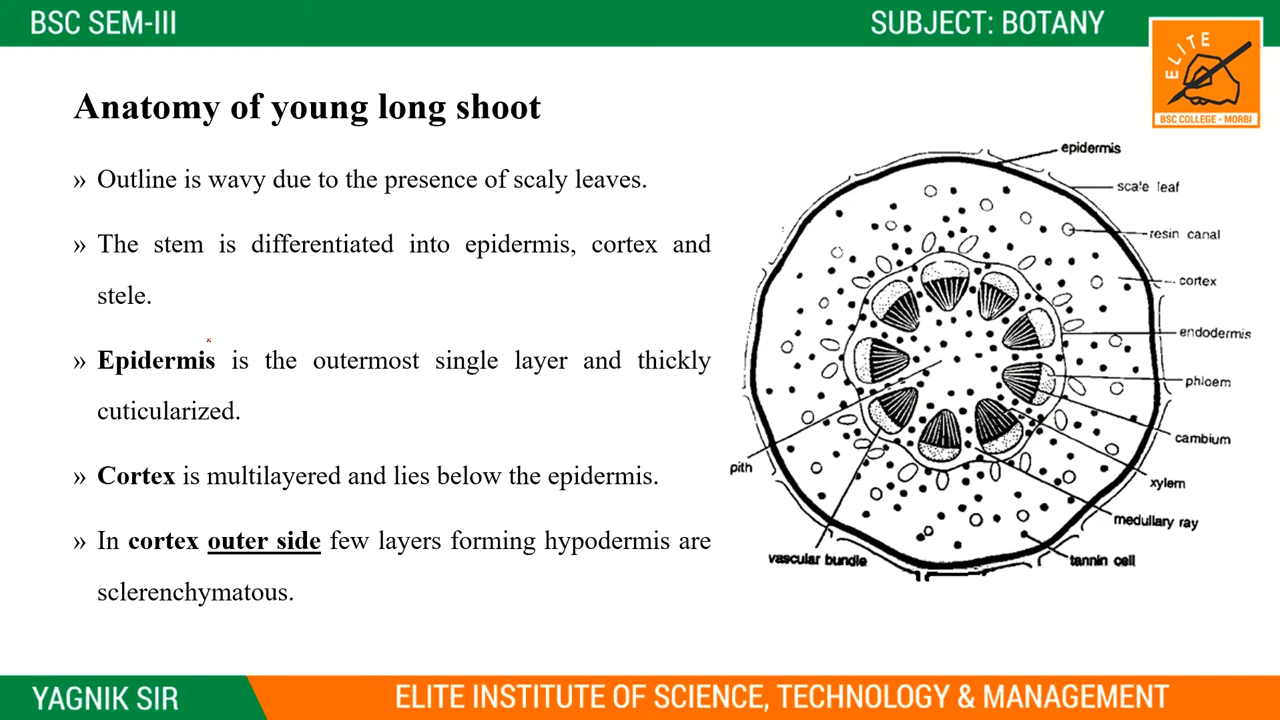 BSC SEM-III
SUBJECT: BOTANY
ELITE
BSC COLLEGE - MORBI
Anatomy of young long shoot
» Outline is wavy due to the presence of scaly leaves.
» The stem is differentiated into epidermis, cortex and
stele.
» Epidermis is the outermost single layer and thickly
cuticularized.
» Cortex is multilayered and lies below the epidermis.
» In cortex outer side few layers forming hypodermis are
sclerenchymatous.
epidermis
scale leaf
resin canal
cortex
endodermis
phloem
cambium
pith
xylem
medullary ray
vascular bundle
tannin cell
YAGNIK SIR
ELITE INSTITUTE OF SCIENCE, TECHNOLOGY & MANAGEMENT